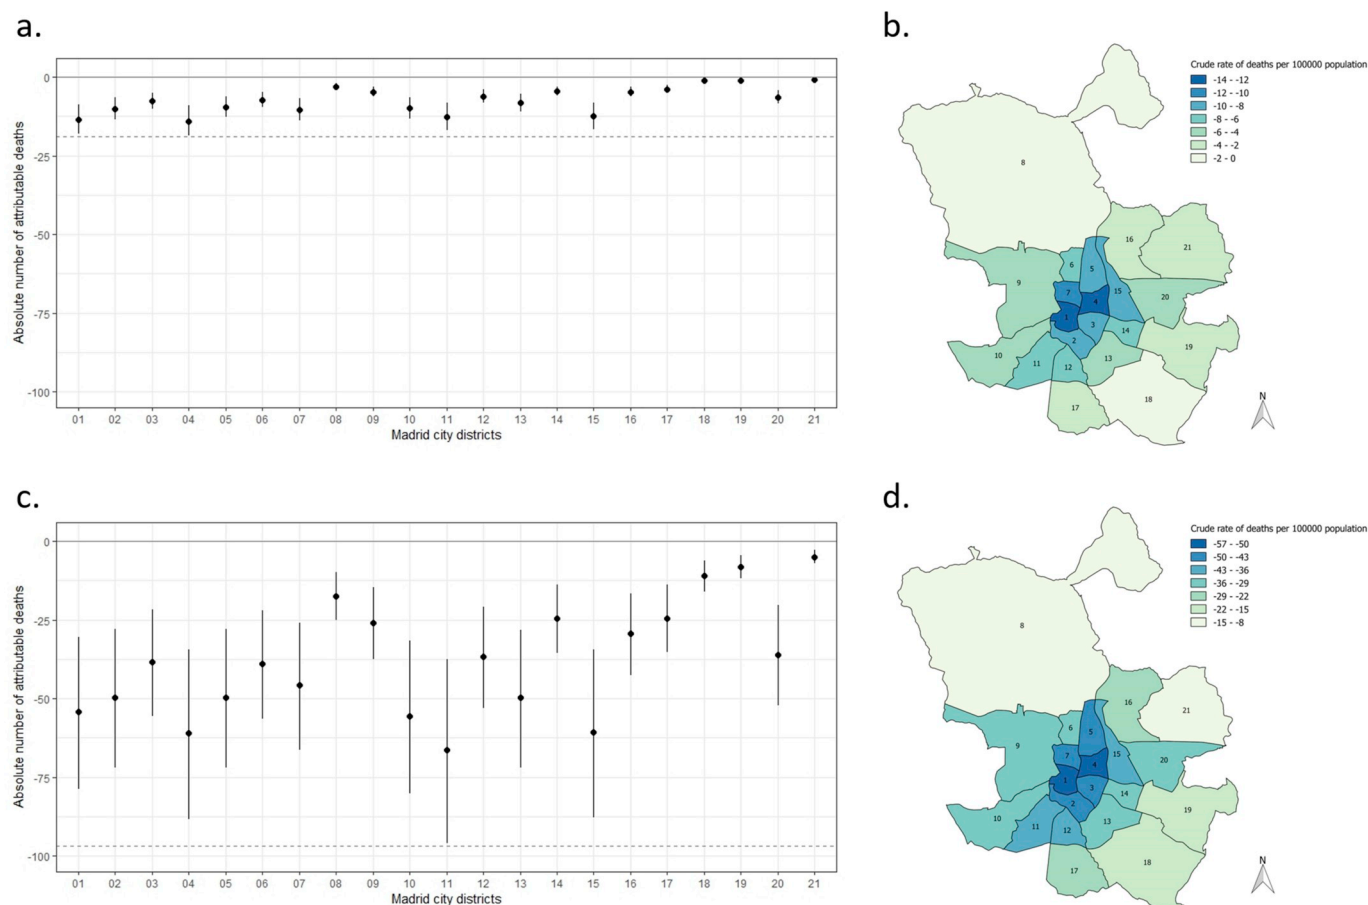 a.
0
-25
-50
-75
-100
Absolute number of attributable deaths
01 02 03 04 05 06 07 08 09 10 11 12 13 14 15 16 17 18 19 20 21
Madrid city districts
b.
Crude rate of deaths per 100000 population
-14 - -12
-12 - -10
-10 - -8
-8 - -6
-6 - -4
-4 - -2
-2 - 0
8
16
21
6
5
9
7
15
20
4
1
3
14
2
19
10
11
12
13
18
17
N
c.
0
-25
-50
-75
-100
Absolute number of attributable deaths
01 02 03 04 05 06 07 08 09 10 11 12 13 14 15 16 17 18 19 20 21
Madrid city districts
d.
Crude rate of deaths per 100000 population
-57 - -50
-50 - -43
-43 - -36
-36 - -29
-29 - -22
-22 - -15
-15 - -8
8
16
21
6
5
9
7
15
20
4
1
3
14
2
19
10
11
12
13
18
17
N